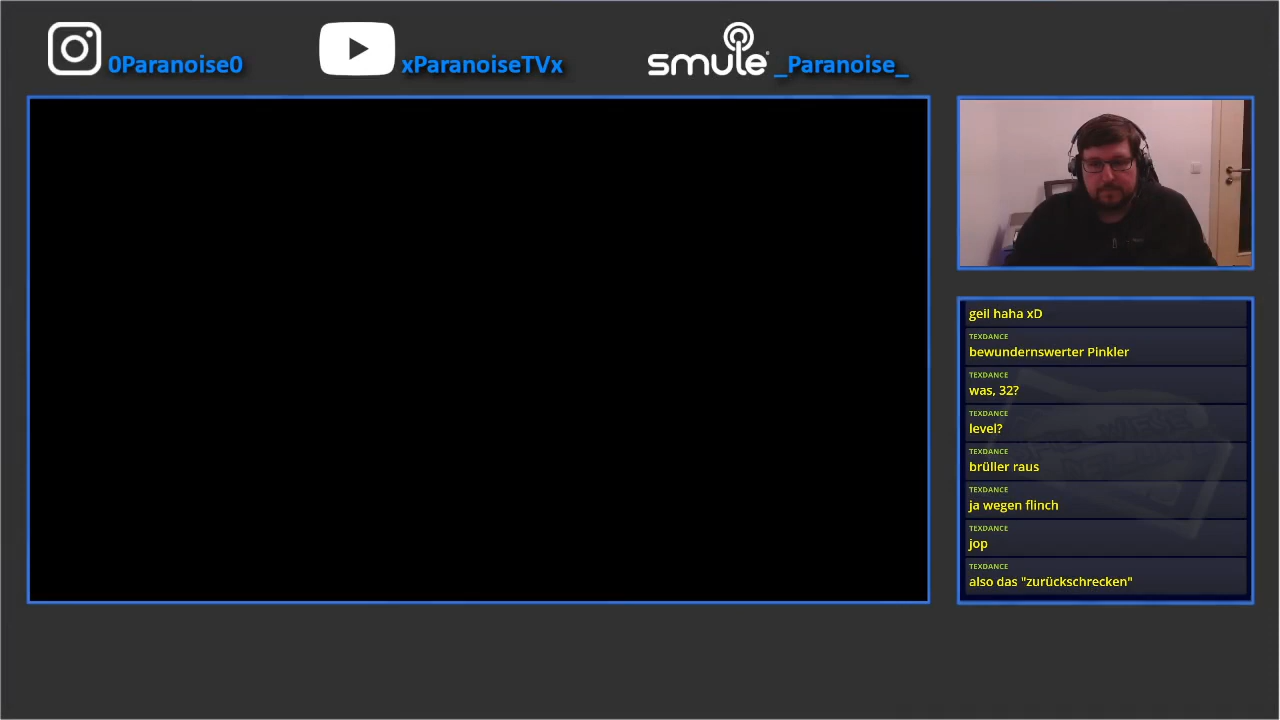 0Paranoise0
xParanoiseTVx
smule
_Paranoise_
geil haha xD
TEXDANCE
bewundernswerter Pinkler
TEXDANCE
was, 32?
TEXDANCE
level?
TEXDANCE
brüller raus
TEXDANCE
ja wegen flinch
TEXDANCE
jop
TEXDANCE
also das "zurückschrecken"